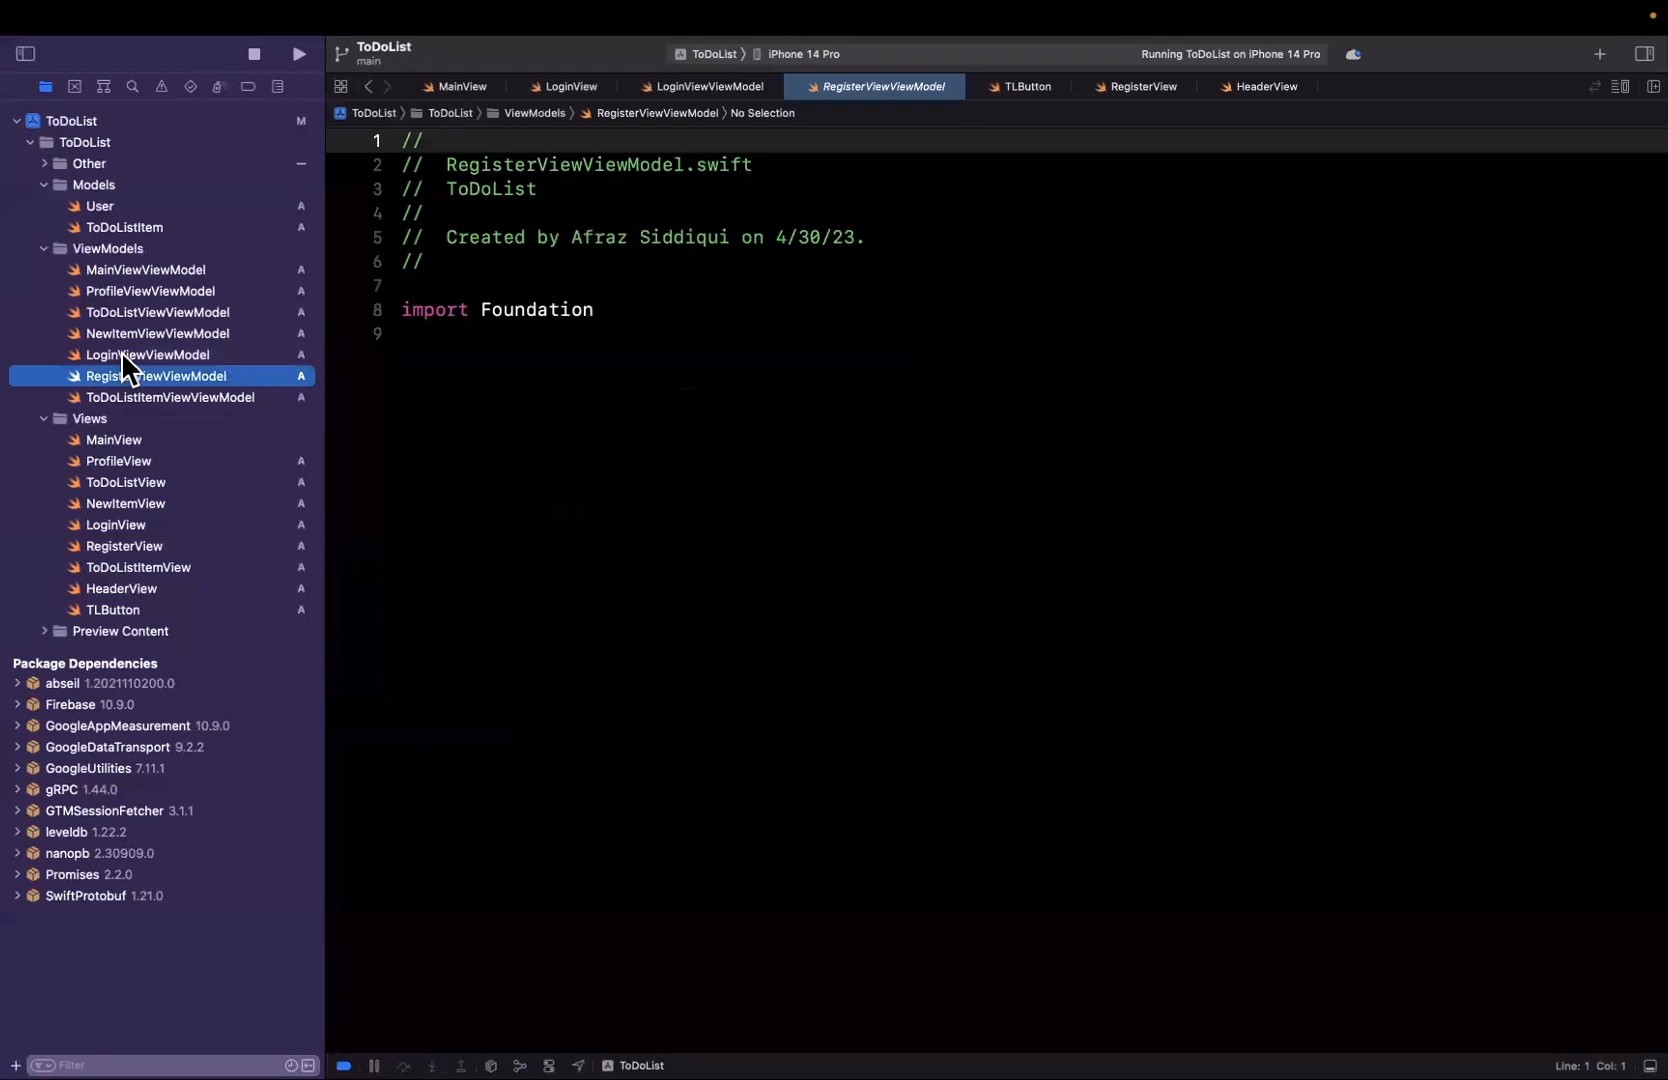 ToDoList
main
ToDoList
iPhone 14 Pro
Running ToDoList on iPhone 14 Pro
MainView
LoginView
LoginViewViewModel
RegisterViewViewModel
TLButton
RegisterView
HeaderView
ToDoList
ToDoList
ViewModels
RegisterViewViewModel
No Selection
ToDoList M
ToDoList
Other
Models
User A
ToDoListItem A
ViewModels
MainViewViewModel A
ProfileViewViewModel A
ToDoListViewViewModel A
NewItemViewViewModel A
LoginViewViewModel A
RegisterViewViewModel A
ToDoListItemViewViewModel A
Views
MainView
ProfileView A
ToDoListView A
NewItemView A
LoginView A
RegisterView A
ToDoListItemView A
HeaderView A
TLButton A
Preview Content
Package Dependencies
abseil 1.2021110200.0
Firebase 10.9.0
GoogleAppMeasurement 10.9.0
GoogleDataTransport 9.2.2
GoogleUtilities 7.11.1
gRPC 1.44.0
GTMSessionFetcher 3.1.1
leveldb 1.22.2
nanopb 2.30909.0
Promises 2.2.0
SwiftProtobuf 1.21.0
Filter
1 //
2 // RegisterViewViewModel.swift
3 // ToDoList
4 //
5 // Created by Afraz Siddiqui on 4/30/23.
6 //
7
8 import Foundation
9
ToDoList
Line: 1 Col: 1